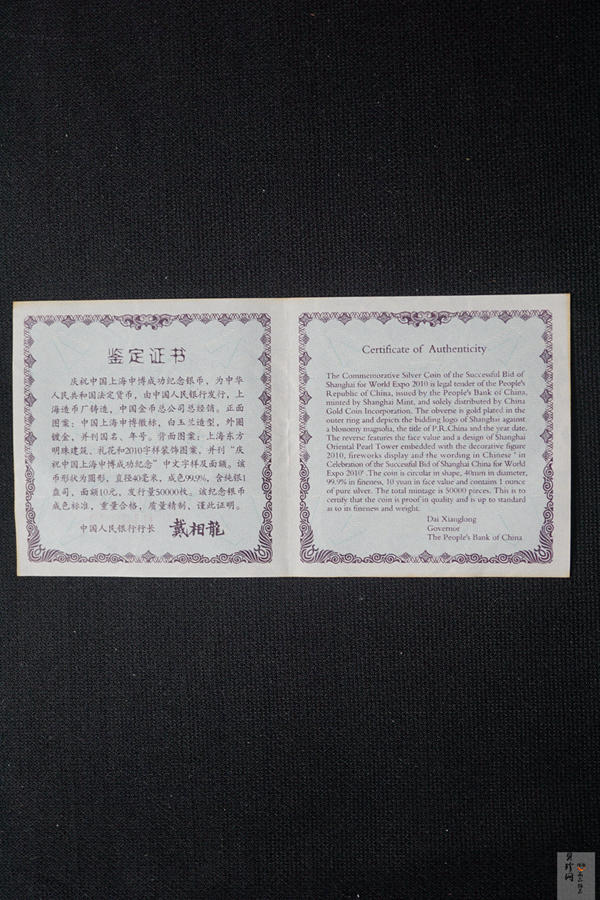 鉴定证书
庆祝中国上海申博成功纪念银币，为中华
人民共和国法定货币，由中国人民银行发行，上
海造币厂铸造，中国金币总公司总经销。正面
图案：中国上海申博徽标，白玉兰造型，外圈
镀金，并刊国名、年号。背面图案：上海东方
明珠建筑、礼花和2010字样装饰图案，并刊“庆
祝中国上海申博成功纪念”中文字样及面额。该
币形状为圆形，直径40毫米，成色99.9%，含纯银1
盎司，面额10元，发行量50000枚。该纪念银币
成色标准，重量合格，质量精制，谨此证明。
中国人民银行行长 戴相龙
Certificate of Authenticity
The Commemorative Silver Coin of the Successful Bid of
Shanghai for World Expo 2010 is legal tender of the People's
Republic of China, issued by the People's Bank of China,
minted by Shanghai Mint, and solely distributed by China
Gold Coin Incorporation. The obverse is gold plated in the
outer ring and depicts the bidding logo of Shanghai against
a blosomy magnolia, the title of P.R.China and the year date.
The reverse features the face value and a design of Shanghai
Oriental Pearl Tower embedded with the decorative figure
2010, fireworks display and the wording in Chinese " in
Celebration of the Successful Bid of Shanghai China for World
Expo 2010" .The coin is circular in shape, 40mm in diameter,
99.9% in fineness, 10 yuan in face value and contains 1 ounce
of pure silver. The total mintage is 50000 pieces. This is to
certify that the coin is proof in quality and is up to standard
as to its fineness and weight.
Dai Xianglong
Governor
The People's Bank of China